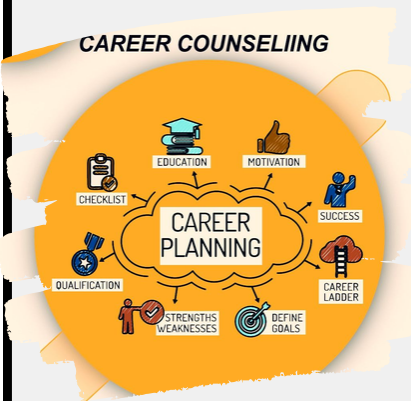 CAREER COUNSELIING
EDUCATION
MOTIVATION
CHECKLIST
SUCCESS
CAREER
PLANNING
QUALIFICATION
CAREER
LADDER
STRENGTHS
WEAKNESSES
DEFINE
GOALS